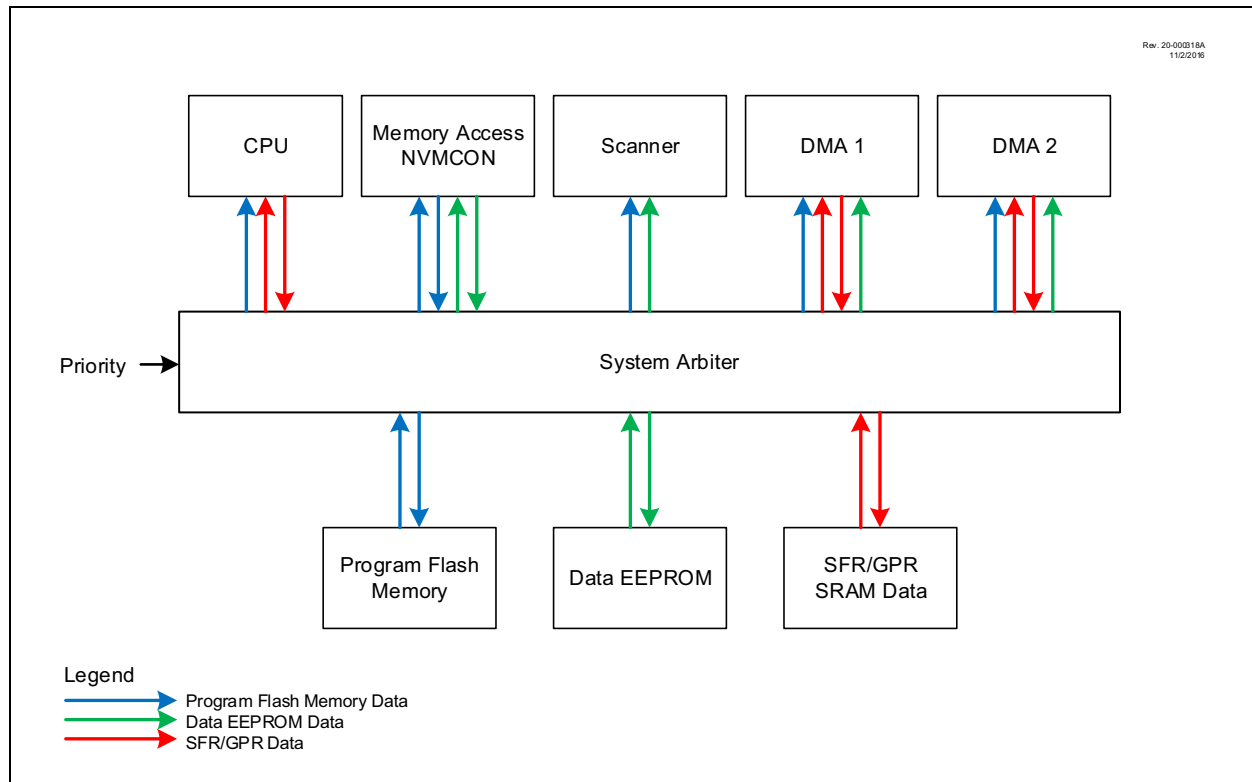 Rev. 20-000318A
11/2/2016
CPU
Memory Access
NVMCON
Scanner
DMA 1
DMA 2
Priority
System Arbiter
Program Flash
Memory
Data EEPROM
SFR/GPR
SRAM Data
Legend
Program Flash Memory Data
Data EEPROM Data
SFR/GPR Data